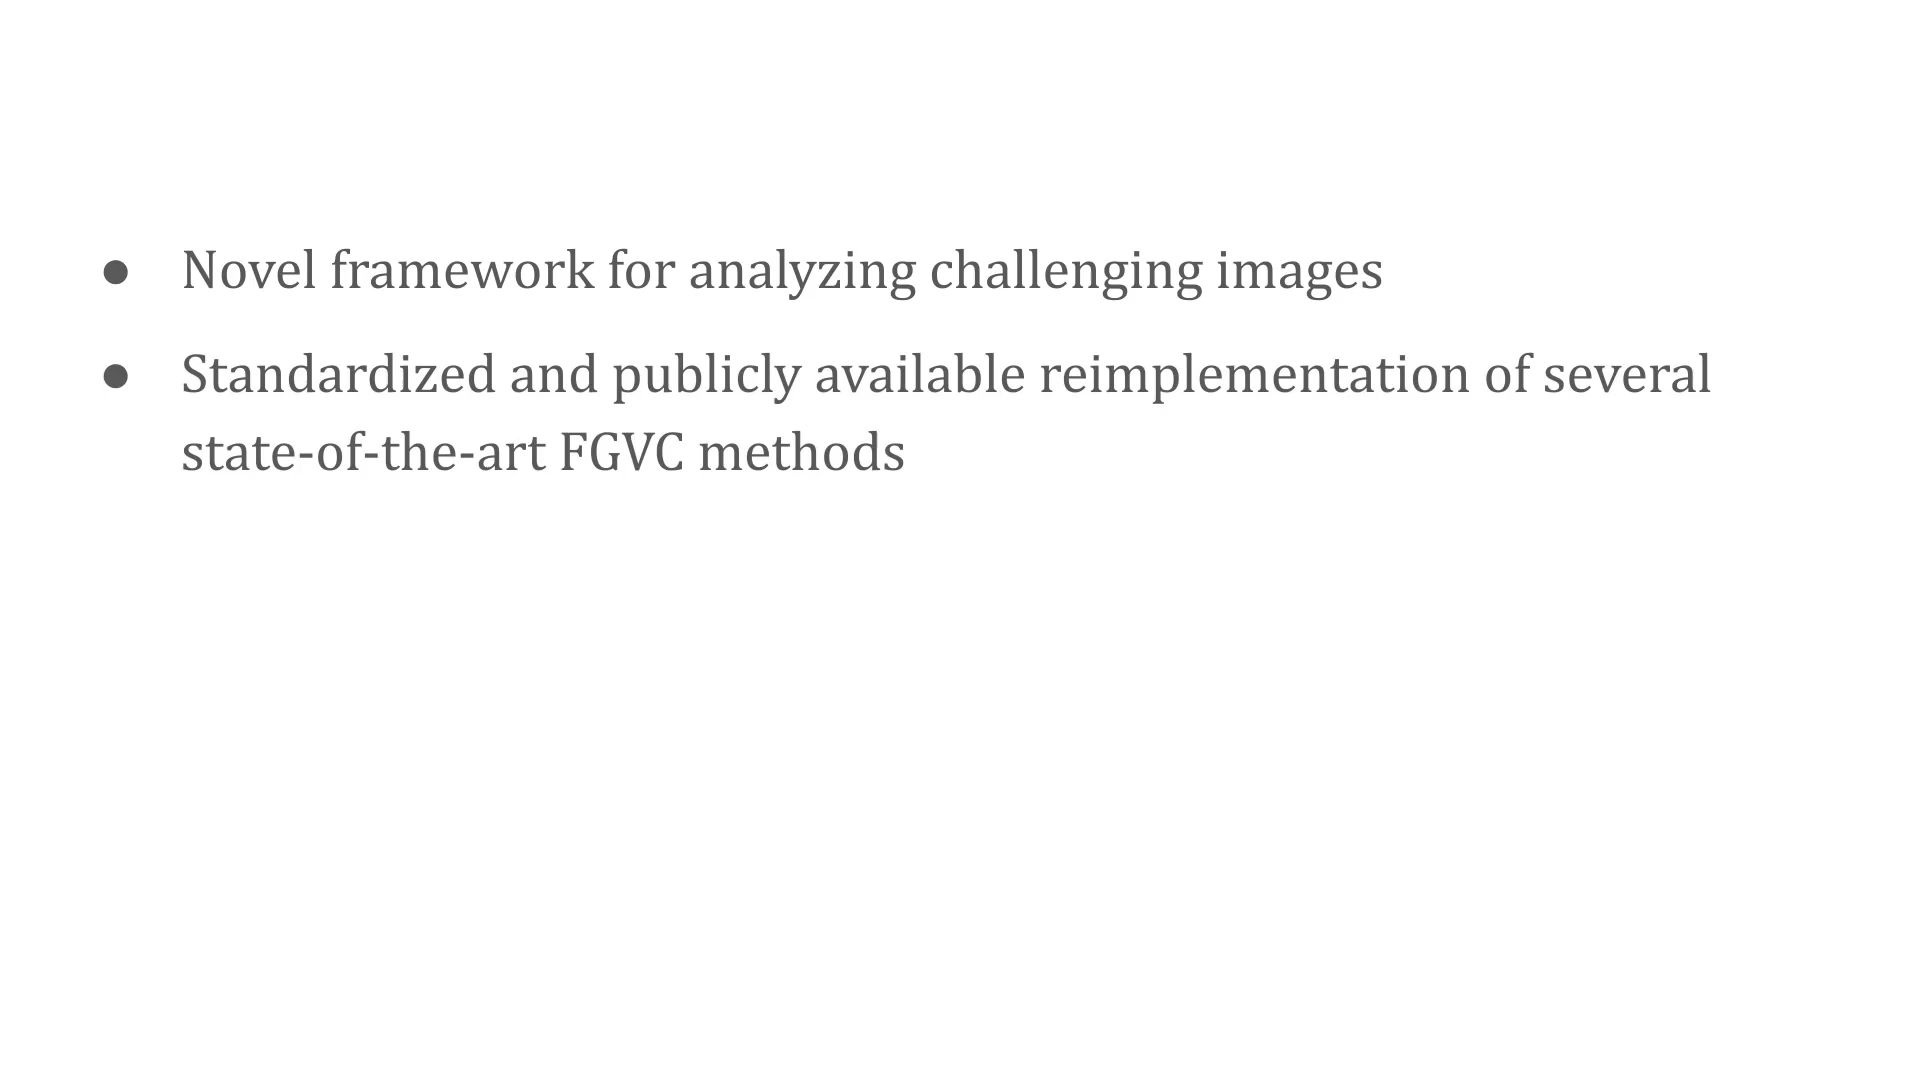 ● Novel framework for analyzing challenging images
● Standardized and publicly available reimplementation of several
state-of-the-art FGVC methods